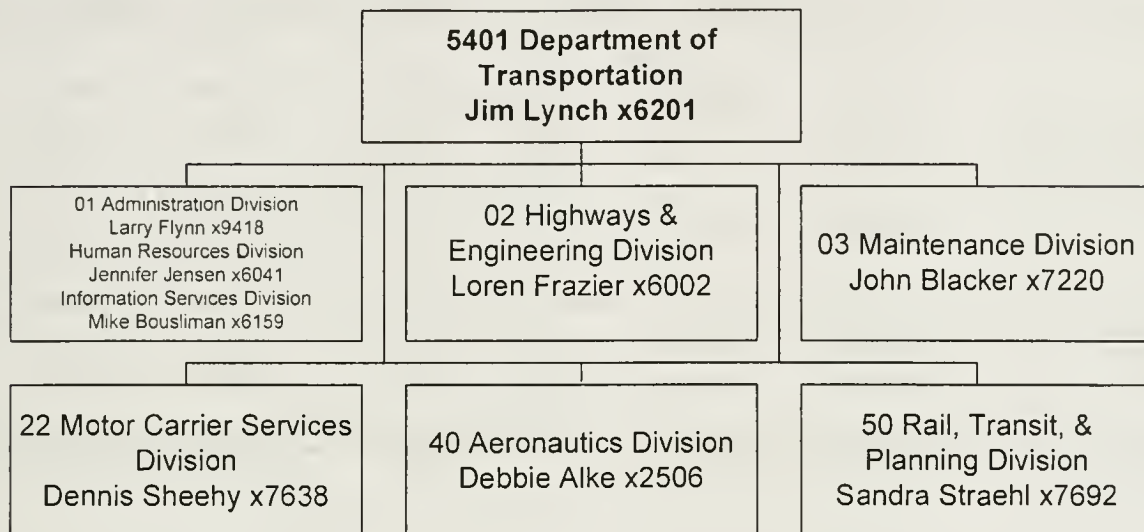 5401 Department of
Transportation
Jim Lynch x6201
01 Administration Division
Larry Flynn x9418
Human Resources Division
Jennifer Jensen x6041
Information Services Division
Mike Bousliman x6159
02 Highways &
Engineering Division
Loren Frazier x6002
03 Maintenance Division
John Blacker x7220
22 Motor Carrier Services
Division
Dennis Sheehy x7638
40 Aeronautics Division
Debbie Alke x2506
50 Rail, Transit, &
Planning Division
Sandra Straehl x7692